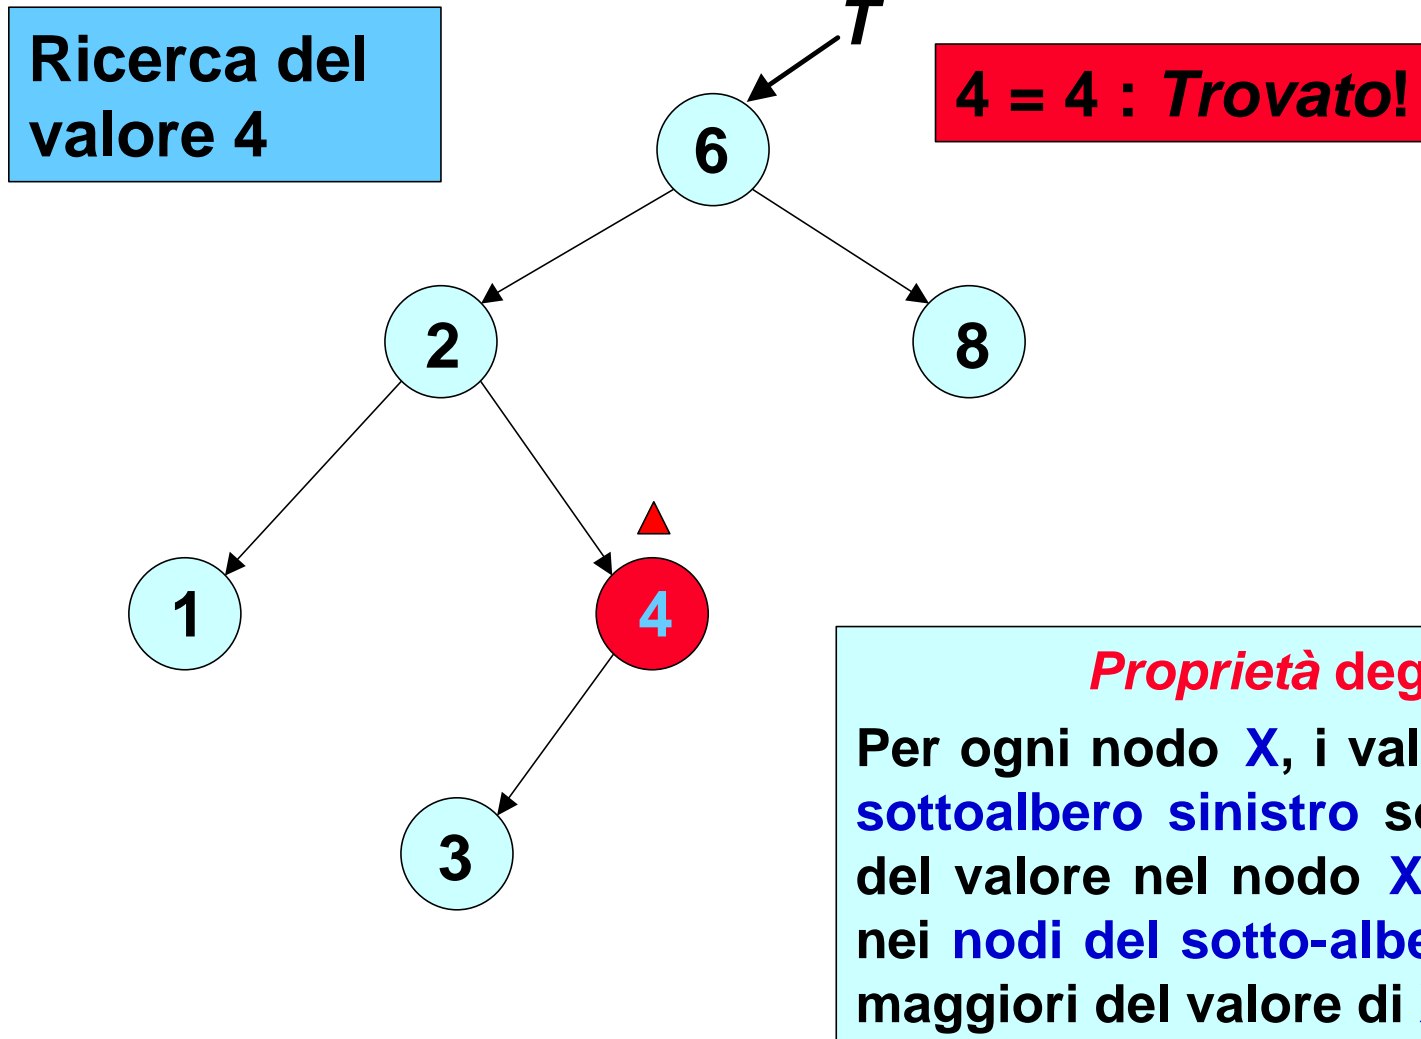 Ricerca del
valore 4
T
4 = 4 : Trovato!
6
2
8
1
4
3
Proprietà
Per ogni nodo X, i
sottoalbero sinistro
del valore nel nodo X
nei nodi del
maggiori del valore di